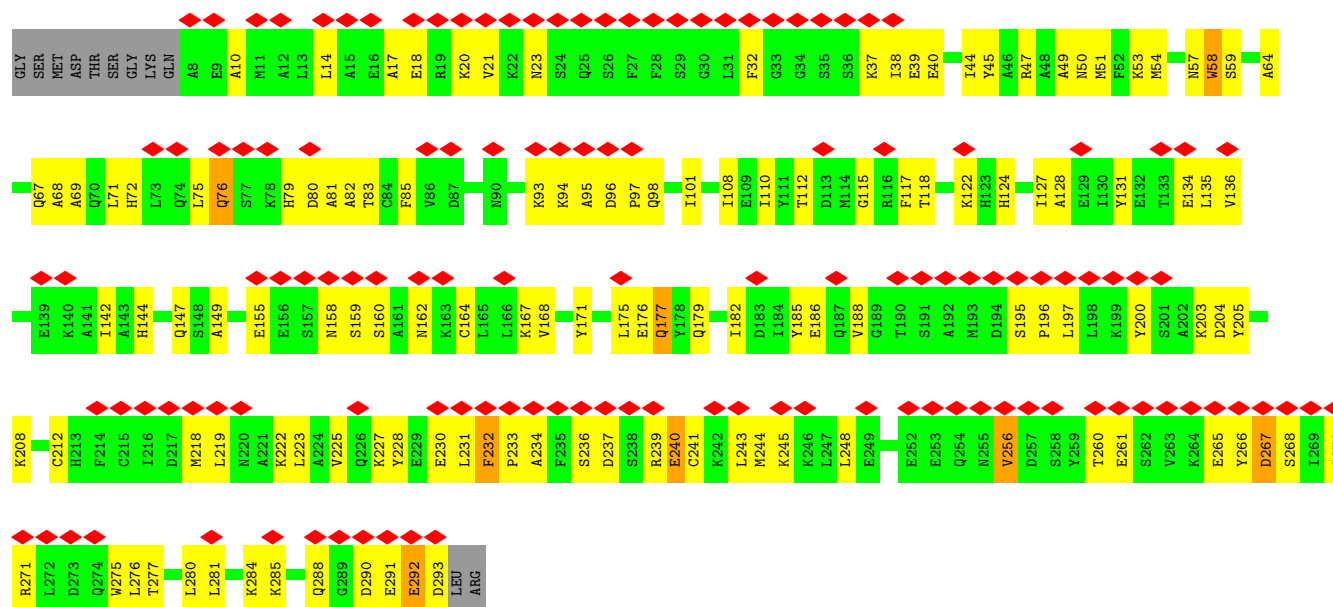 GLY SER MET ASP THR SER GLY LYS GLN A8 E9 A10 M11 A12 L13 L14 A15 E16 A17 E18 R19 K20 V21 K22 N23 S24 Q25 S26 F27 F28 S29 G30 L31 F32 G33 G34 S35 S36 K37 I38 E39 E40 I44 Y45 A46 R47 A48 A49 N50 M51 F52 K53 M54 N57 W58 S59 A64
Q67 A68 A69 Q70 L71 H72 L73 Q74 L75 Q76 S77 K78 H79 D80 A81 A82 T83 C84 F85 V86 D87 N90 K93 K94 A95 D96 P97 Q98 I101 I108 E109 I110 Y111 T112 D113 M114 G115 R116 F117 T118 K122 H123 H124 I127 A128 E129 I130 Y131 E132 T133 E134 L135 V136
E139 K140 A141 I142 A143 H144 Q147 S148 A149 E155 E156 S157 N158 S159 S160 A161 N162 K163 C164 L165 L166 K167 V168 Y171 L175 E176 Q177 Y178 Q179 I182 D183 I184 Y185 E186 Q187 V188 G189 T190 S191 A192 M193 D194 S195 P196 L197 L198 K199 Y200 S201 A202 K203 D204 Y205
K208 C212 H213 F214 C215 I216 D217 M218 L219 N220 A221 K222 L223 A224 V225 Q226 K227 Y228 E229 E230 L231 F232 P233 A234 F235 S236 D237 S238 R239 E240 C241 K242 L243 M244 K245 K246 L247 L248 E249 E252 E253 Q254 N255 V256 D257 S258 Y259 T260 E261 S262 V263 K264 E265 Y266 D267 S268 I269
R271 L272 D273 Q274 W275 L276 T277 L280 L281 K284 K285 Q288 G289 D290 E291 E292 D293 LEU ARG